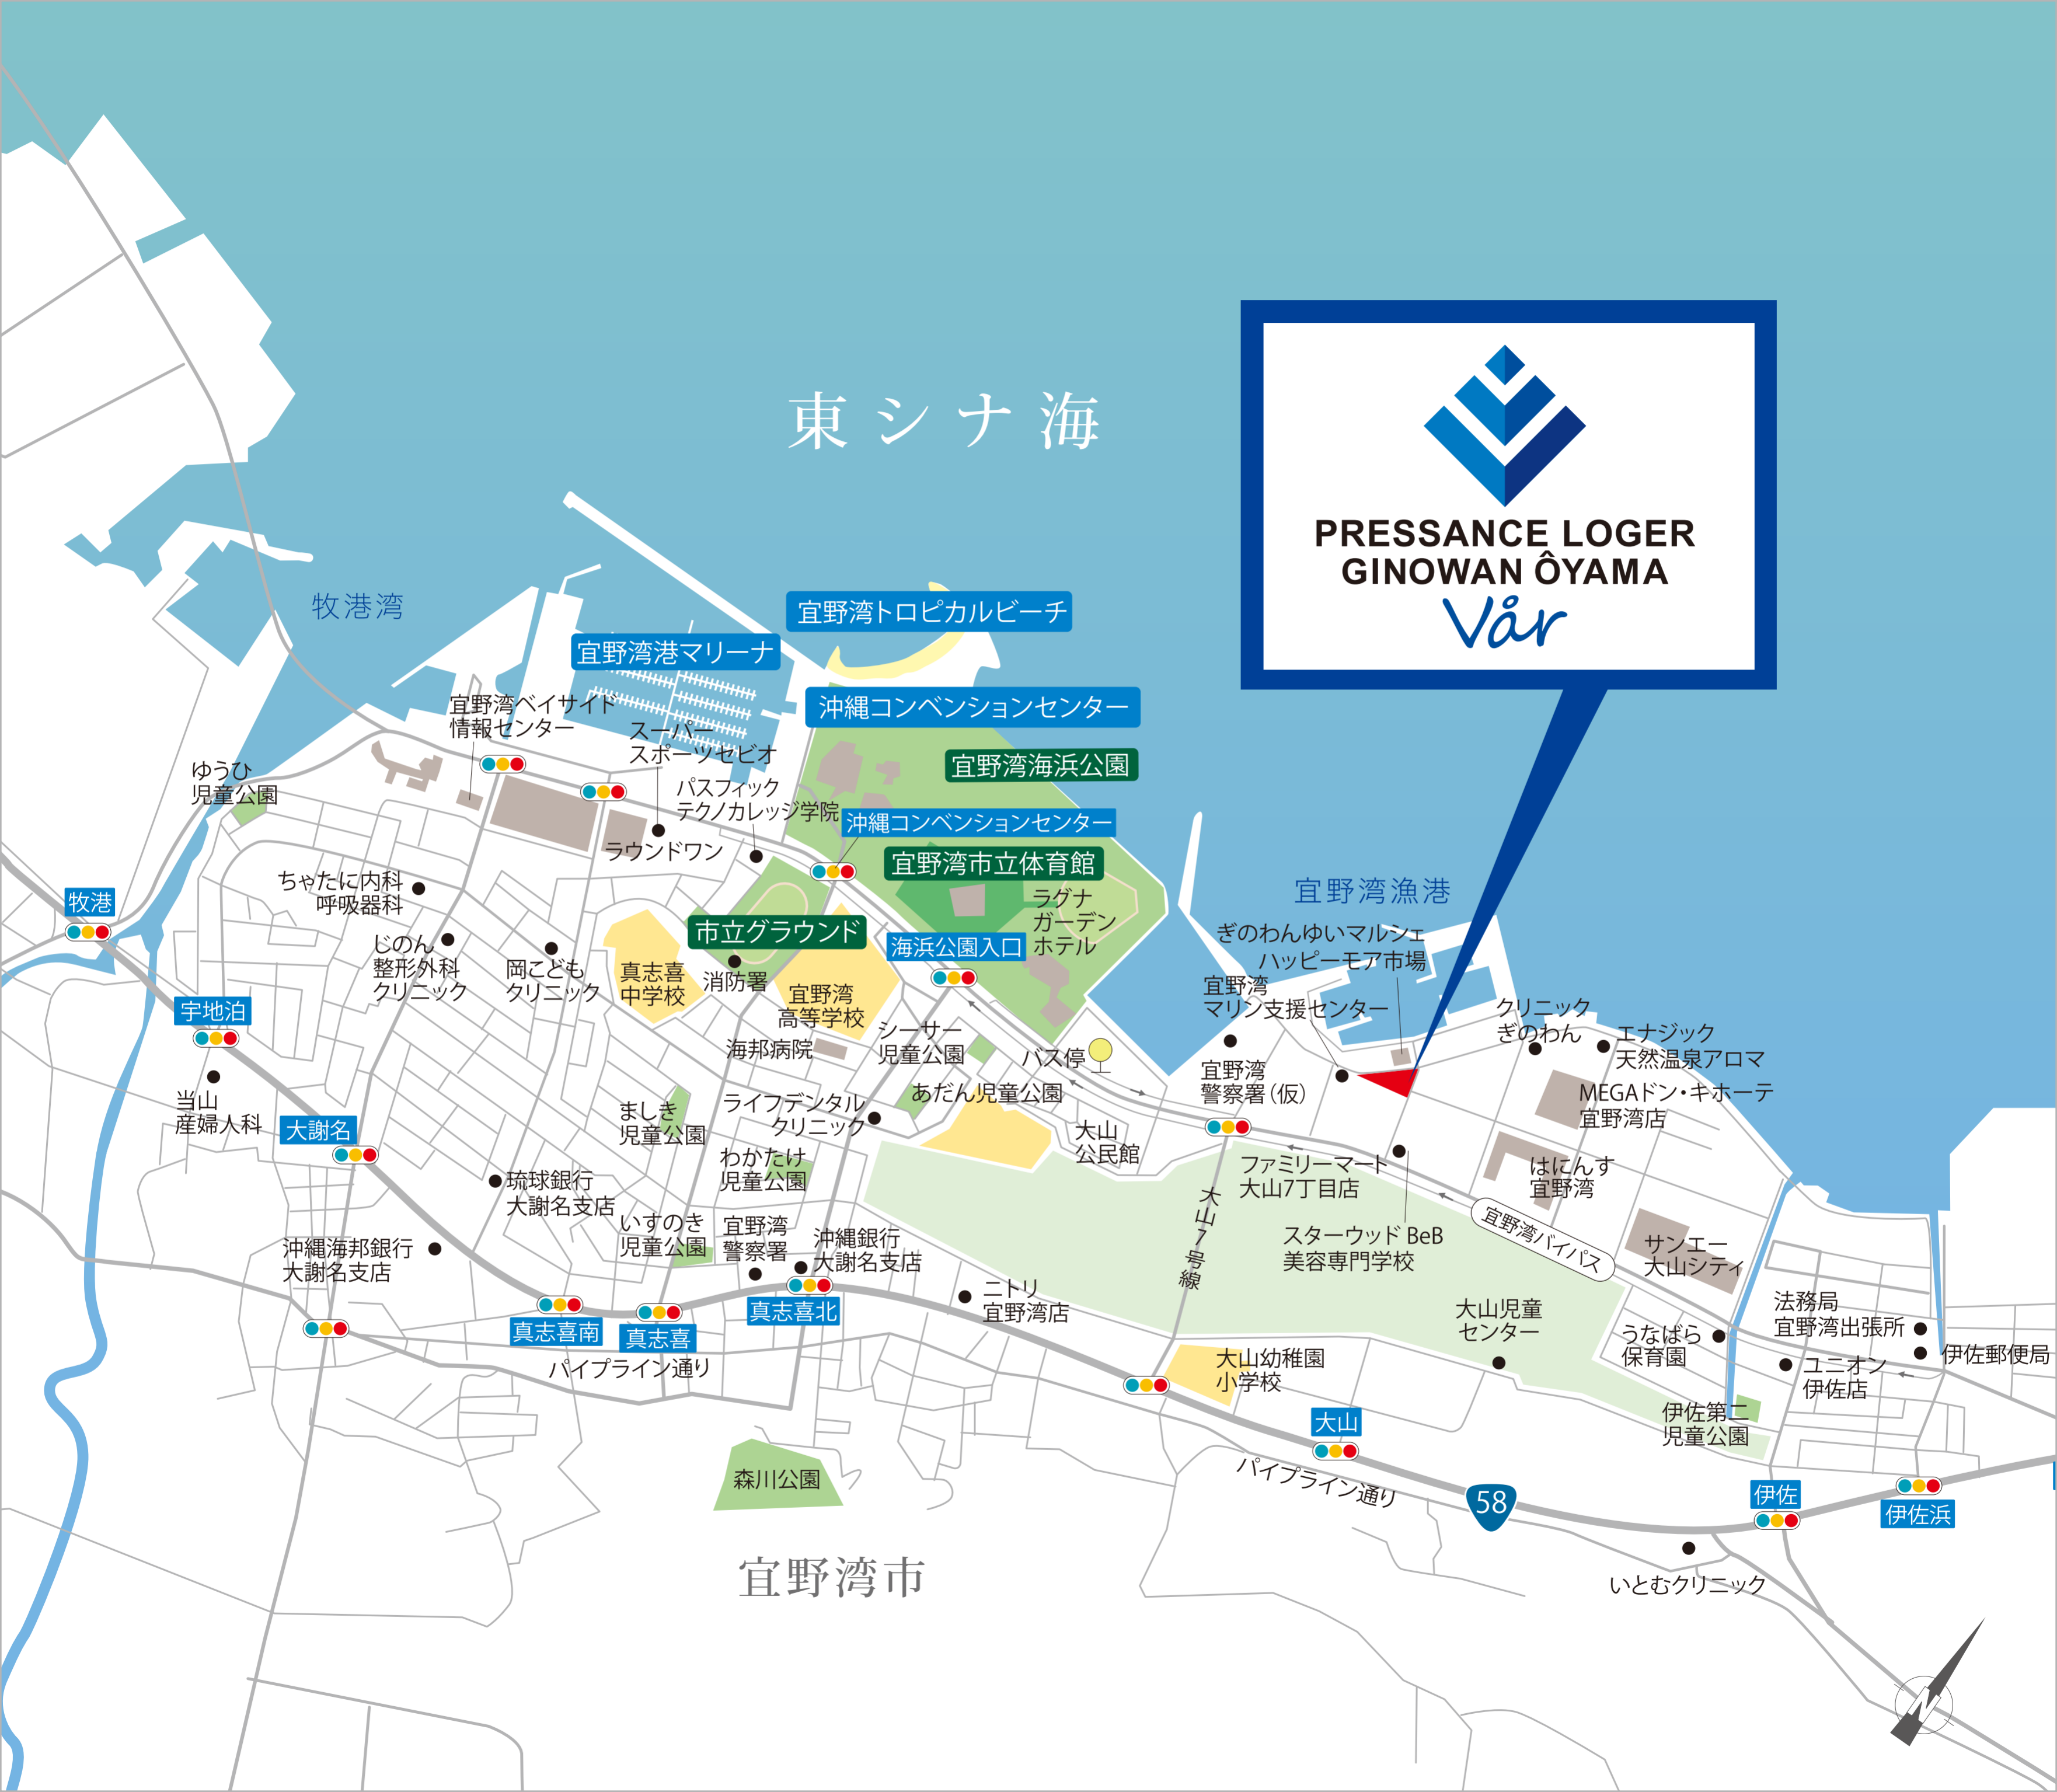 東シナ海
PRESSANCE LOGER
GINOWAN ÔYAMA
Vår
牧港湾
宜野湾トロピカルビーチ
宜野湾港マリーナ
沖縄コンベンションセンター
宜野湾ベイサイド
情報センター
スーパー
スポーツセビオ
宜野湾海浜公園
ゆうひ
児童公園
パスフィック
テクノカレッジ学院
沖縄コンベンションセンター
ラウンドワン
宜野湾市立体育館
ちゃたに内科
呼吸器科
ラグナ
ガーデン
ホテル
宜野湾漁港
牧港
市立グラウンド
海浜公園入口
ぎのわんゆいマルシェ
ハッピーモア市場
じのん
整形外科
クリニック
岡こども
クリニック
真志喜
中学校
消防署
宜野湾
高等学校
宜野湾
マリン支援センター
宇地泊
クリニック
ぎのわん
エナジック
天然温泉アロマ
海邦病院
シーサー
児童公園
バス停
宜野湾
警察署(仮)
MEGAドン・キホーテ
宜野湾店
当山
産婦人科
大謝名
ましき
児童公園
ライフデンタル
クリニック
あだん児童公園
大山
公民館
わかたけ
児童公園
ファミリーマート
大山7丁目店
はにんす
宜野湾
琉球銀行
大謝名支店
大山7号線
いすのき
児童公園
宜野湾
警察署
沖縄銀行
大謝名支店
スターウッド BeB
美容専門学校
宜野湾バイパス
サンエー
大山シティ
沖縄海邦銀行
大謝名支店
ニトリ
宜野湾店
真志喜南
真志喜
真志喜北
大山児童
センター
うなばら
保育園
法務局
宜野湾出張所
伊佐郵便局
ユニオン
伊佐店
パイプライン通り
大山幼稚園
小学校
大山
伊佐第二
児童公園
森川公園
パイプライン通り
58
伊佐
伊佐浜
宜野湾市
いとむクリニック
N